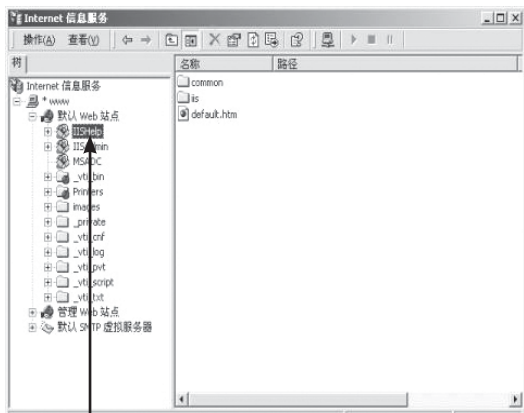 Internet 信息服务
操作(A) 查看(V)
树
名称 路径
Internet 信息服务
* www
默认 Web 站点
IISHelp
MSADC
_vti_bin
Printers
images
_private
_vti_cnf
_vti_log
_vti_pvt
_vti_script
_vti_txt
管理 Web 站点
默认 SMTP 虚拟服务器
common
iis
default.htm